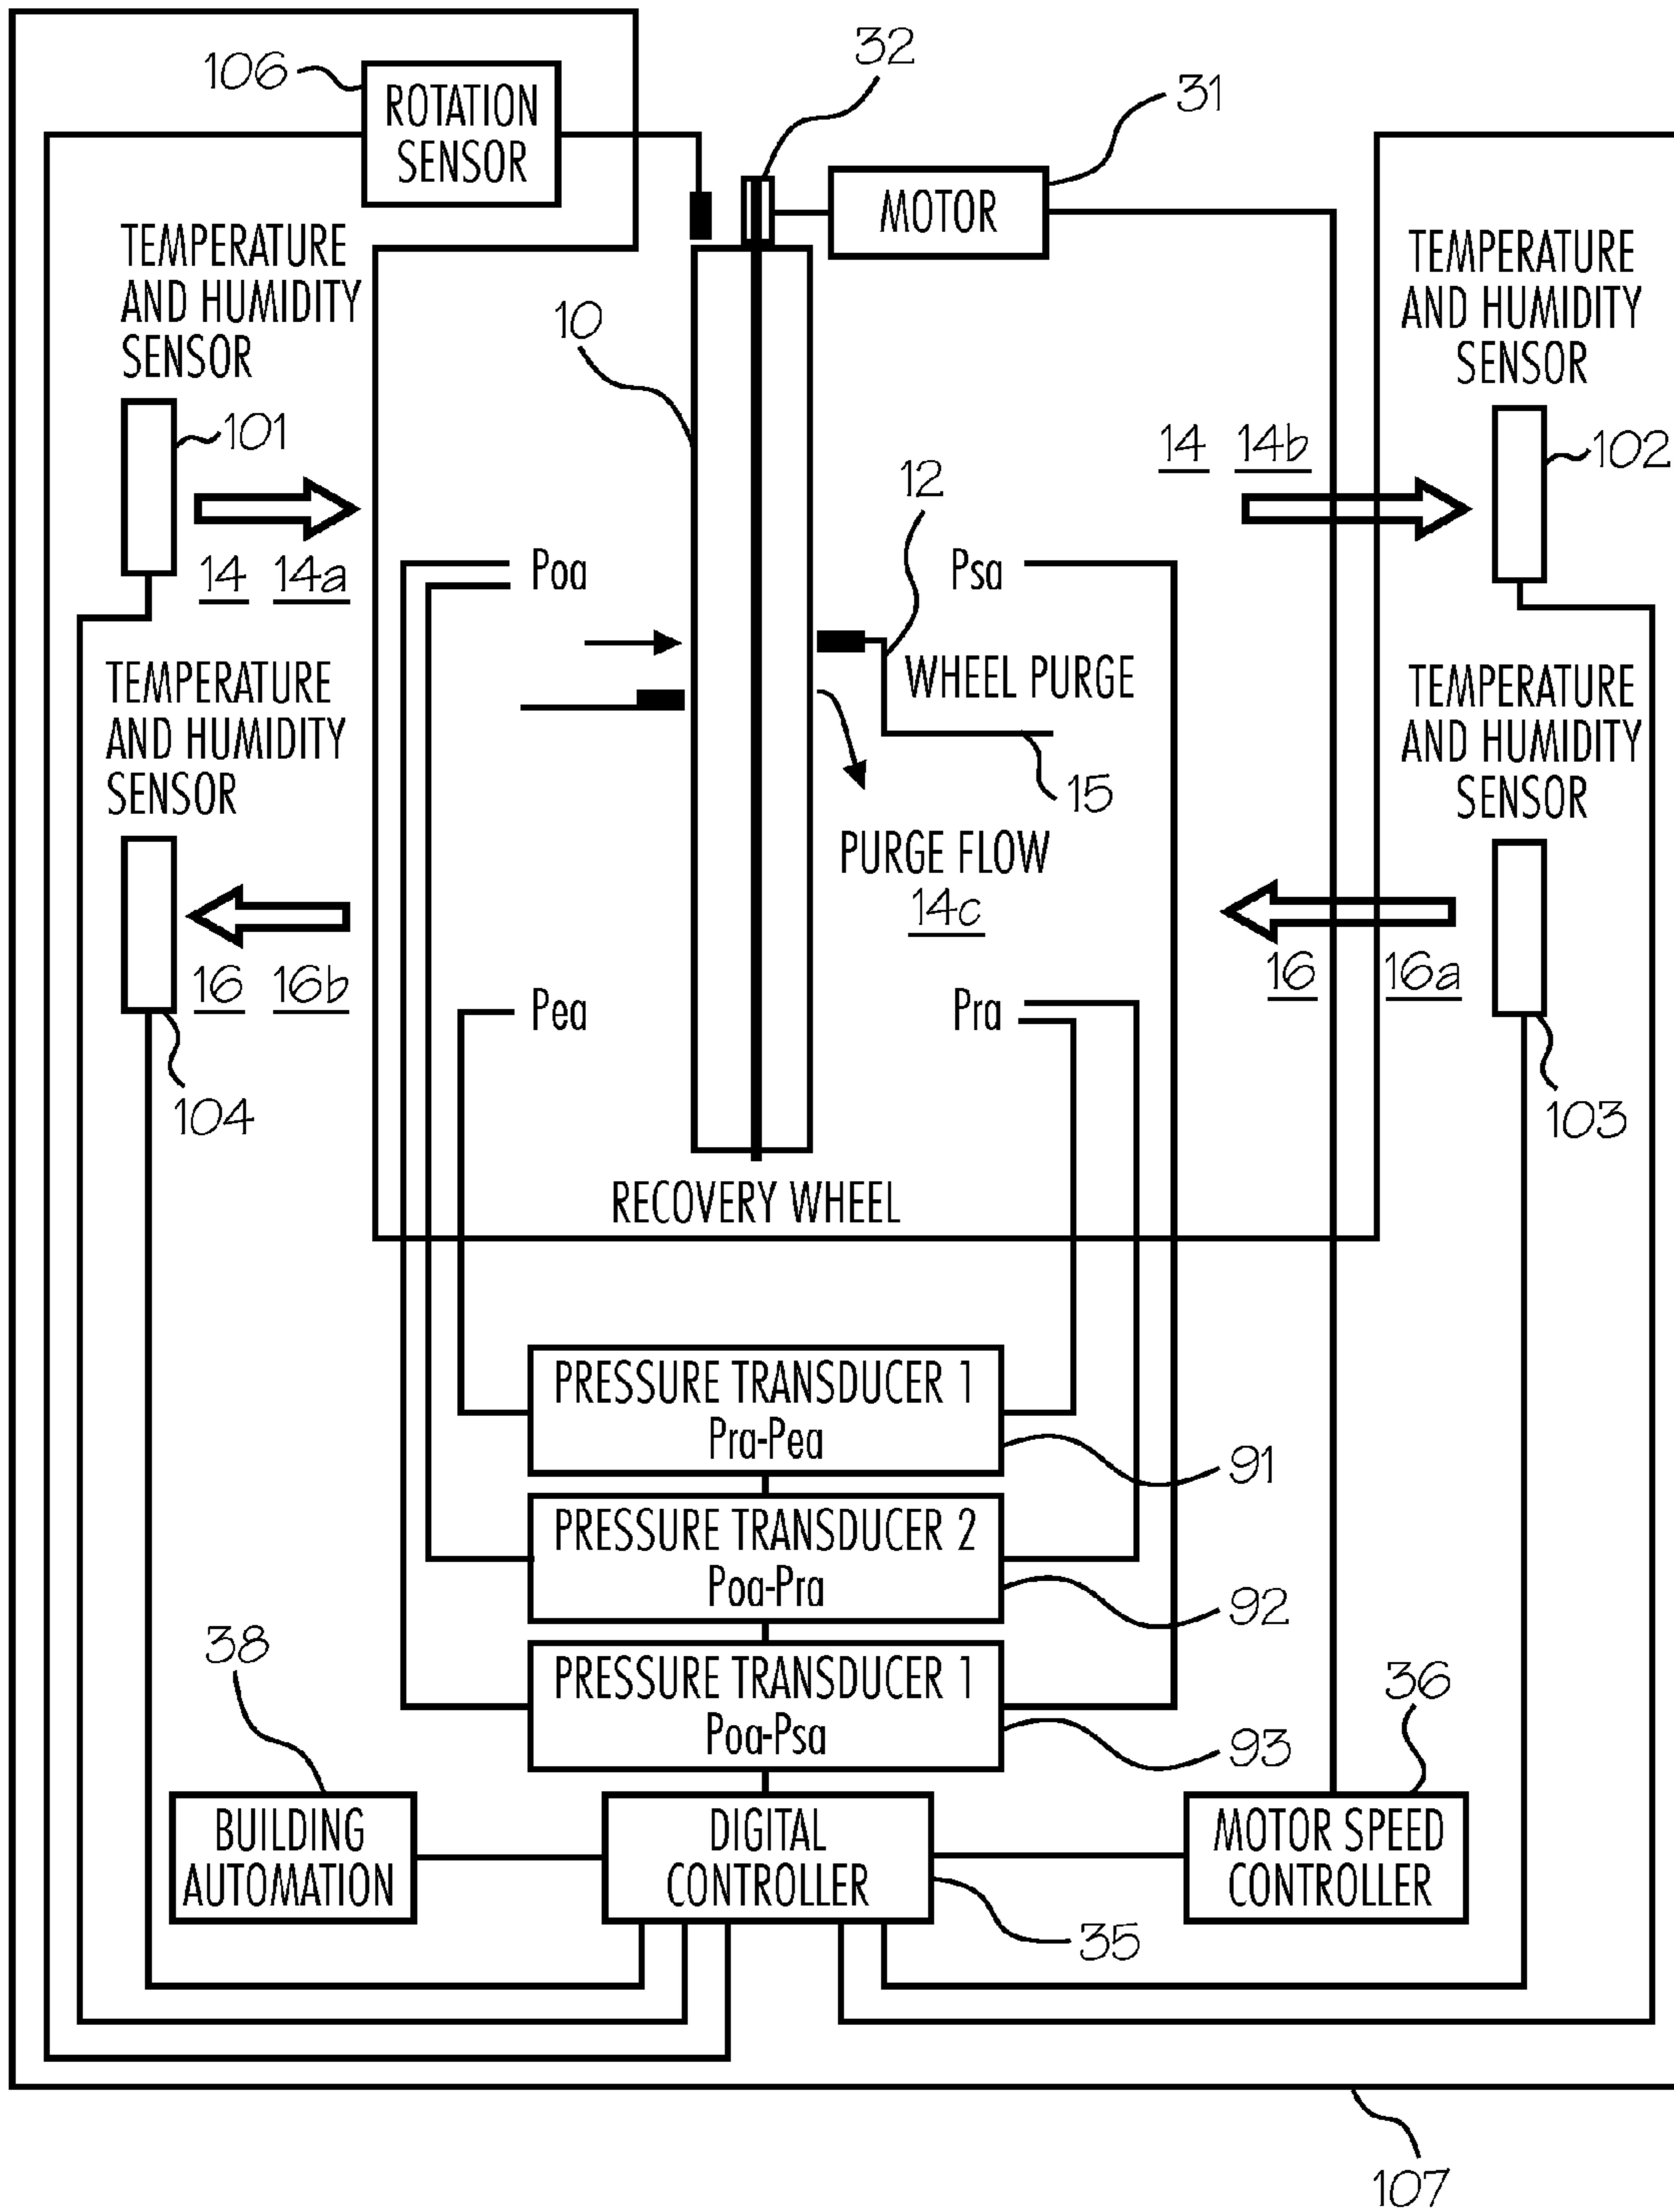 32
106
31
ROTATION
SENSOR
MOTOR
TEMPERATURE
AND HUMIDITY
SENSOR
TEMPERATURE
AND HUMIDITY
SENSOR
10
101
14 14b
102
12
14 14a
Poa
Psa
WHEEL PURGE
TEMPERATURE
AND HUMIDITY
SENSOR
TEMPERATURE
AND HUMIDITY
SENSOR
15
PURGE FLOW
14c
16 16b
16 16a
Pea
Pra
104
103
RECOVERY WHEEL
PRESSURE TRANSDUCER 1
Pra-Pea
91
PRESSURE TRANSDUCER 2
Poa-Pra
92
38
PRESSURE TRANSDUCER 1
Poa-Psa
36
93
BUILDING
AUTOMATION
DIGITAL
CONTROLLER
MOTOR SPEED
CONTROLLER
35
107